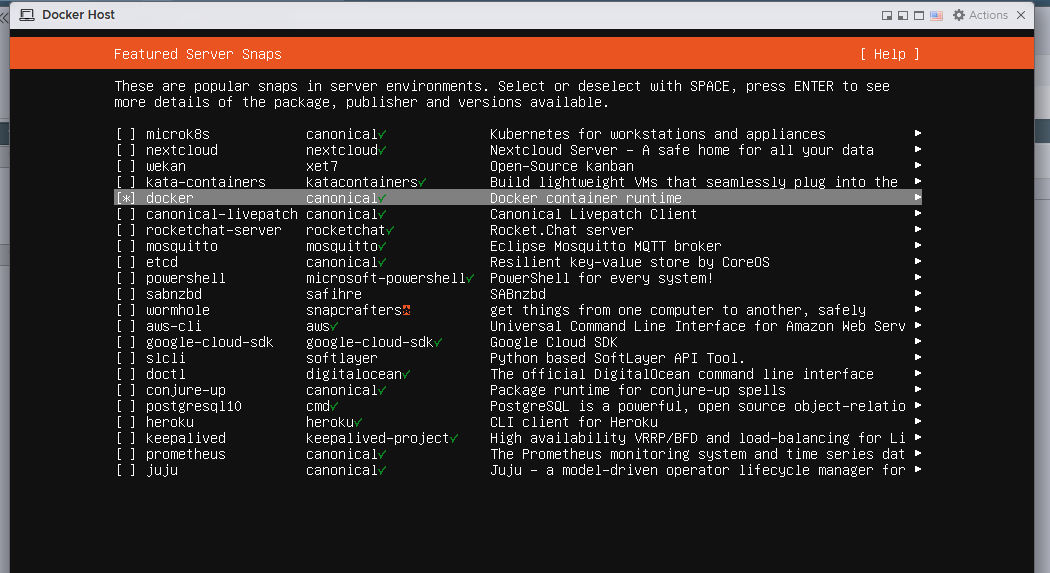 Docker Host
Actions
Featured Server Snaps [ Help ]
These are popular snaps in server environments. Select or deselect with SPACE, press ENTER to see
more details of the package, publisher and versions available.
[ ] microk8s canonical✓ Kubernetes for workstations and appliances ▸
[ ] nextcloud nextcloud✓ Nextcloud Server - A safe home for all your data ▸
[ ] wekan xet7 Open-Source kanban ▸
[ ] kata-containers katacontainers✓ Build lightweight VMs that seamlessly plug into the ▸
[*] docker canonical✓ Docker container runtime ▸
[ ] canonical-livepatch canonical✓ Canonical Livepatch Client ▸
[ ] rocketchat-server rocketchat✓ Rocket.Chat server ▸
[ ] mosquitto mosquitto✓ Eclipse Mosquitto MQTT broker ▸
[ ] etcd canonical✓ Resilient key-value store by CoreOS ▸
[ ] powershell microsoft-powershell✓ PowerShell for every system! ▸
[ ] sabnzbd safihre SABnzbd ▸
[ ] wormhole snapcrafters get things from one computer to another, safely ▸
[ ] aws-cli aws✓ Universal Command Line Interface for Amazon Web Serv ▸
[ ] google-cloud-sdk google-cloud-sdk✓ Google Cloud SDK ▸
[ ] slcli softlayer Python based SoftLayer API Tool. ▸
[ ] doctl digitalocean✓ The official DigitalOcean command line interface ▸
[ ] conjure-up canonical✓ Package runtime for conjure-up spells ▸
[ ] postgresql10 cmd✓ PostgreSQL is a powerful, open source object-relatio ▸
[ ] heroku heroku✓ CLI client for Heroku ▸
[ ] keepalived keepalived-project✓ High availability VRRP/BFD and load-balancing for Li ▸
[ ] prometheus canonical✓ The Prometheus monitoring system and time series dat ▸
[ ] juju canonical✓ Juju - a model-driven operator lifecycle manager for ▸